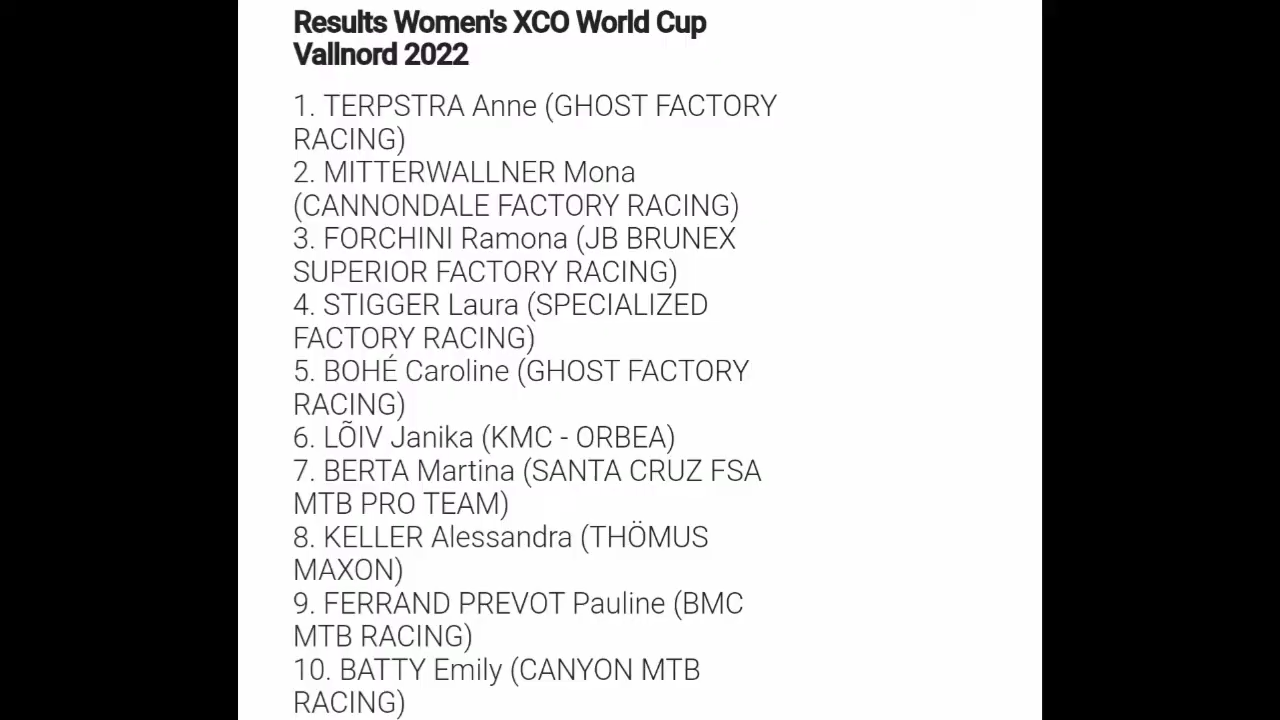 Results Women's XCO World Cup
Vallnord 2022
1. TERPSTRA Anne (GHOST FACTORY
RACING)
2. MITTERWALLNER Mona
(CANNONDALE FACTORY RACING)
3. FORCHINI Ramona (JB BRUNEX
SUPERIOR FACTORY RACING)
4. STIGGER Laura (SPECIALIZED
FACTORY RACING)
5. BOHÉ Caroline (GHOST FACTORY
RACING)
6. LÕIV Janika (KMC - ORBEA)
7. BERTA Martina (SANTA CRUZ FSA
MTB PRO TEAM)
8. KELLER Alessandra (THÖMUS
MAXON)
9. FERRAND PREVOT Pauline (BMC
MTB RACING)
10. BATTY Emily (CANYON MTB
RACING)